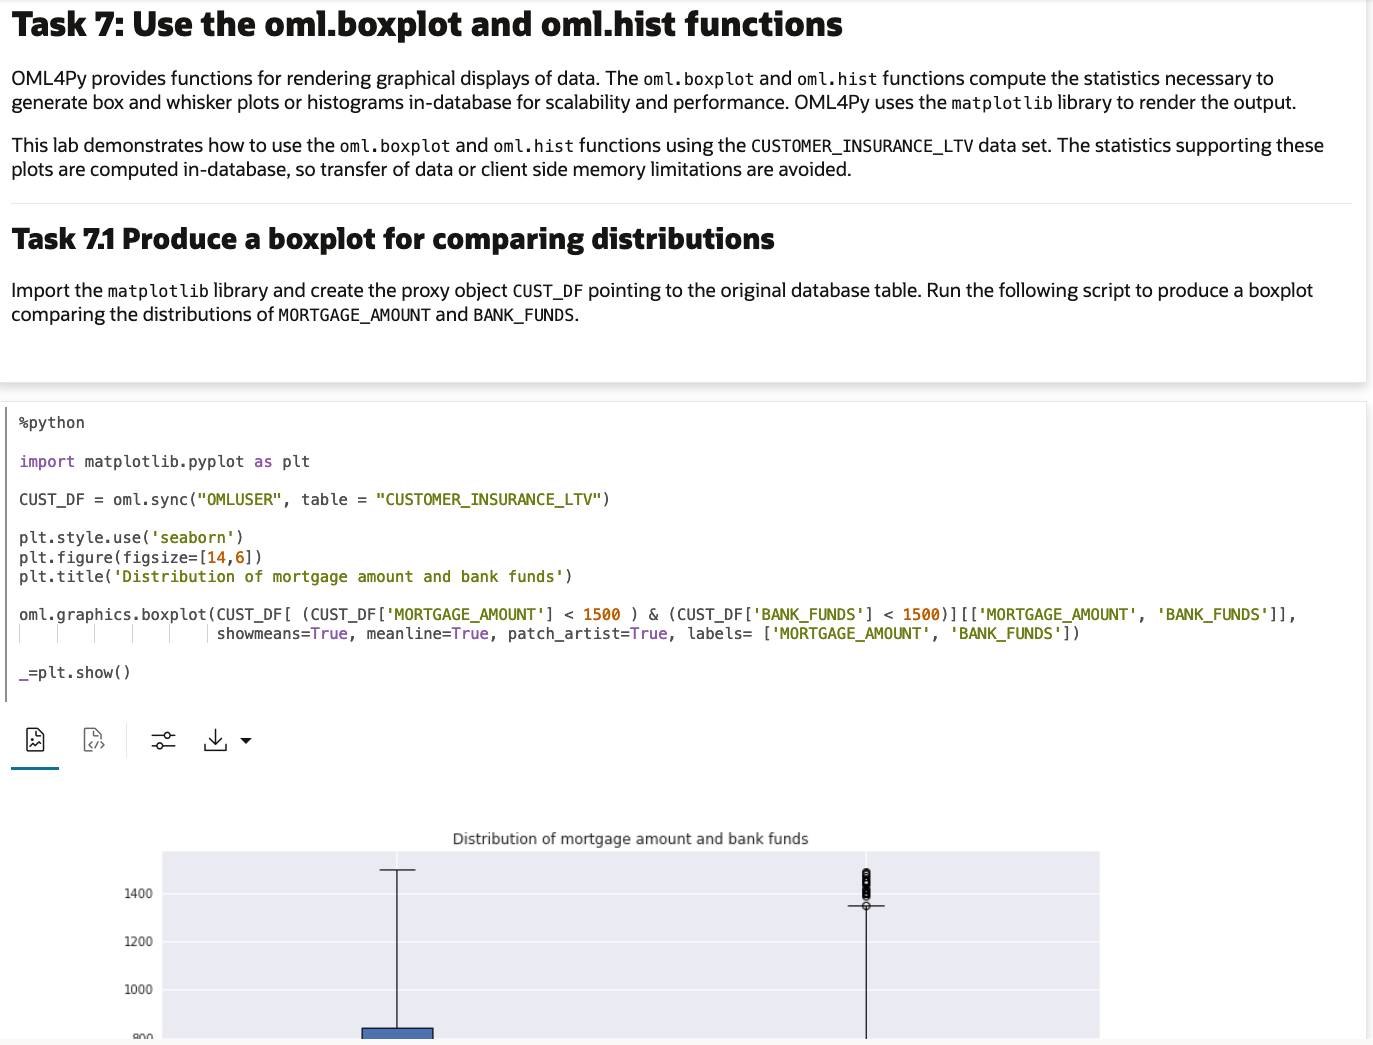 Task 7: Use the oml.boxplot and oml.hist functions
OML4Py provides functions for rendering graphical displays of data. The oml.boxplot and oml.hist functions compute the statistics necessary to
generate box and whisker plots or histograms in-database for scalability and performance. OML4Py uses the matplotlib library to render the output.
This lab demonstrates how to use the oml.boxplot and oml.hist functions using the CUSTOMER_INSURANCE_LTV data set. The statistics supporting these
plots are computed in-database, so transfer of data or client side memory limitations are avoided.
Task 7.1 Produce a boxplot for comparing distributions
Import the matplotlib library and create the proxy object CUST_DF pointing to the original database table. Run the following script to produce a boxplot
comparing the distributions of MORTGAGE_AMOUNT and BANK_FUNDS.
%python
import matplotlib.pyplot as plt
CUST_DF = oml.sync("OMLUSER", table = "CUSTOMER_INSURANCE_LTV")
plt.style.use('seaborn')
plt.figure(figsize=[14,6])
plt.title('Distribution of mortgage amount and bank funds')
oml.graphics.boxplot(CUST_DF[ (CUST_DF['MORTGAGE_AMOUNT'] < 1500 ) & (CUST_DF['BANK_FUNDS'] < 1500)][['MORTGAGE_AMOUNT', 'BANK_FUNDS']],
showmeans=True, meanline=True, patch_artist=True, labels= ['MORTGAGE_AMOUNT', 'BANK_FUNDS'])
_=plt.show()
Distribution of mortgage amount and bank funds
1400
1200
1000
800